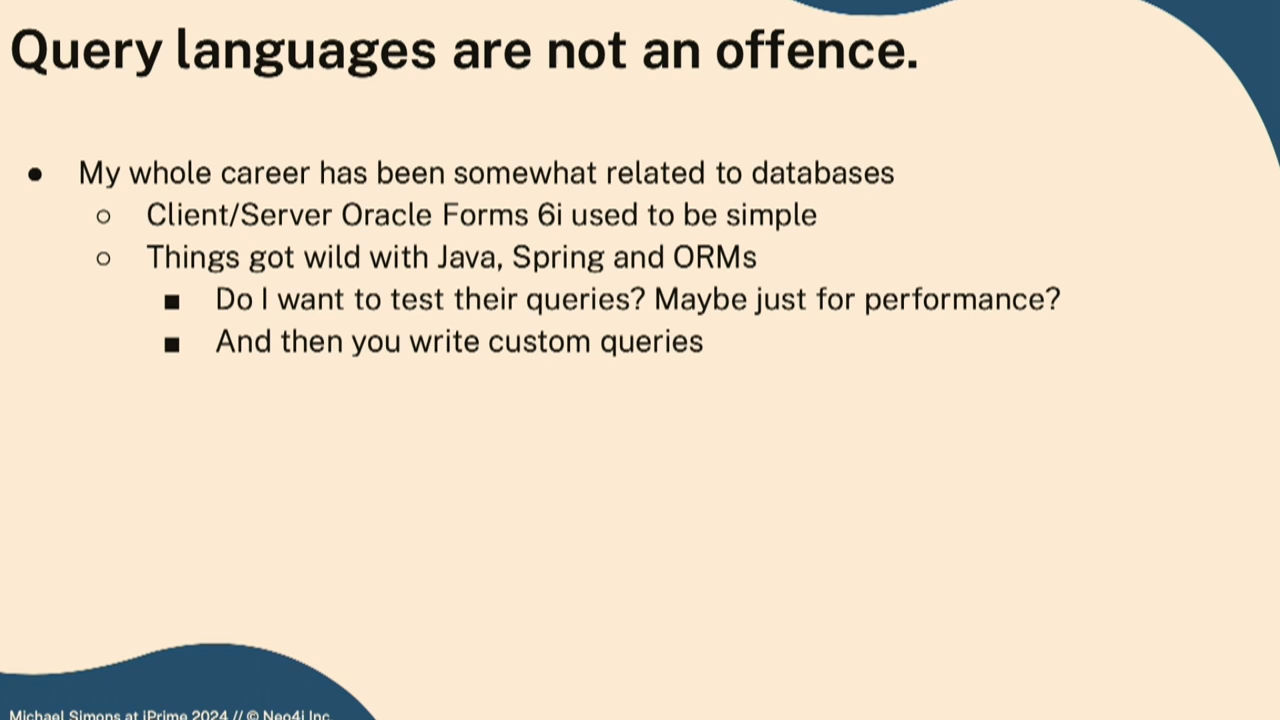 Query languages are not an offence.
● My whole career has been somewhat related to databases
○ Client/Server Oracle Forms 6i used to be simple
○ Things got wild with Java, Spring and ORMs
■ Do I want to test their queries? Maybe just for performance?
■ And then you write custom queries
Michael Simons at jPrime 2024 // © Neo4j Inc.